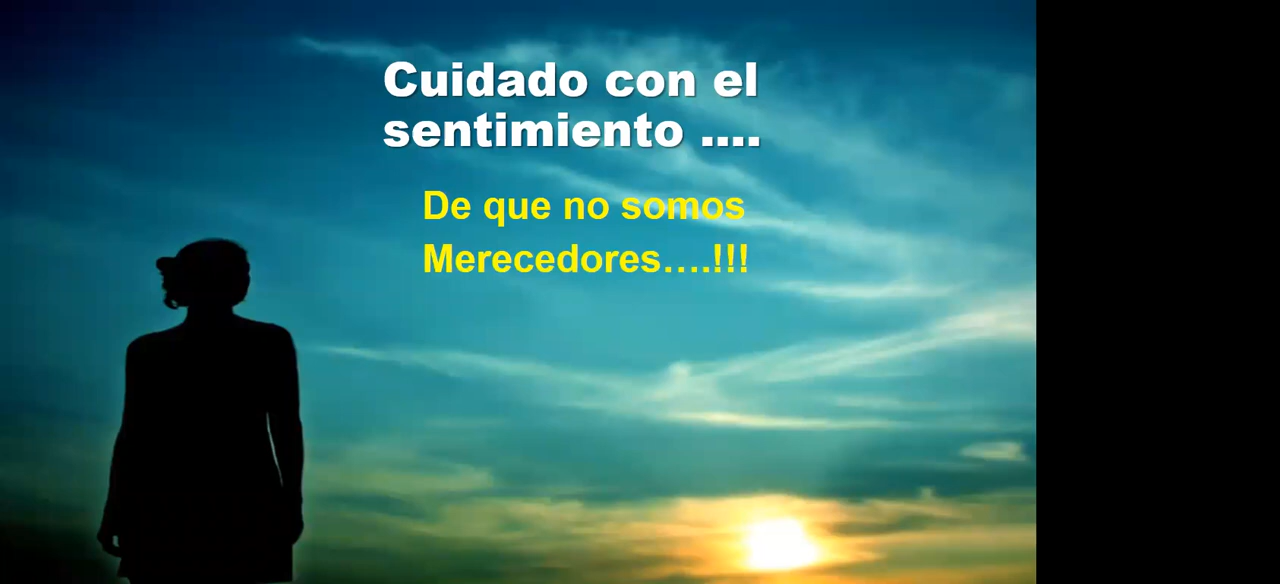 Cuidado con el
sentimiento ....
De que no somos
Merecedores....!!!